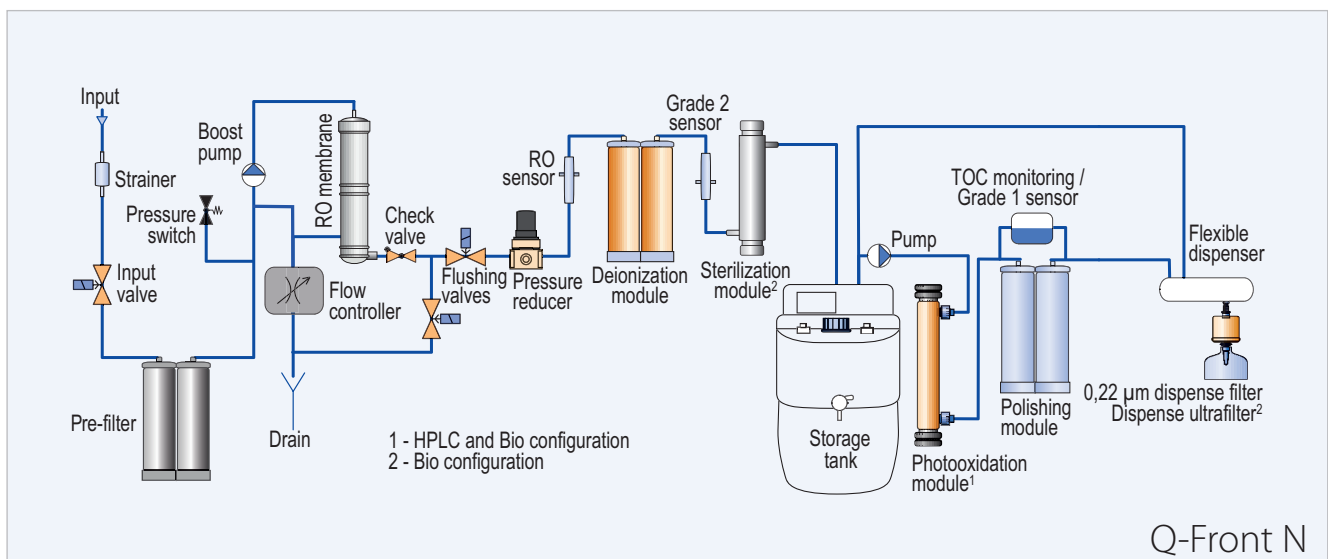 Input
Strainer
Input
valve
Pre-filter
Pressure
switch
Boost
pump
RO membrane
Flow
controller
Drain
Check
valve
Flushing
valves
Pressure
reducer
RO
sensor
Deionization
module
Grade 2
sensor
Sterilization
module²
Storage
tank
Pump
Photooxidation
module¹
TOC monitoring /
Grade 1 sensor
Polishing
module
Flexible
dispenser
0,22 µm dispense filter
Dispense ultrafilter²
1 - HPLC and Bio configuration
2 - Bio configuration
Q-Front N